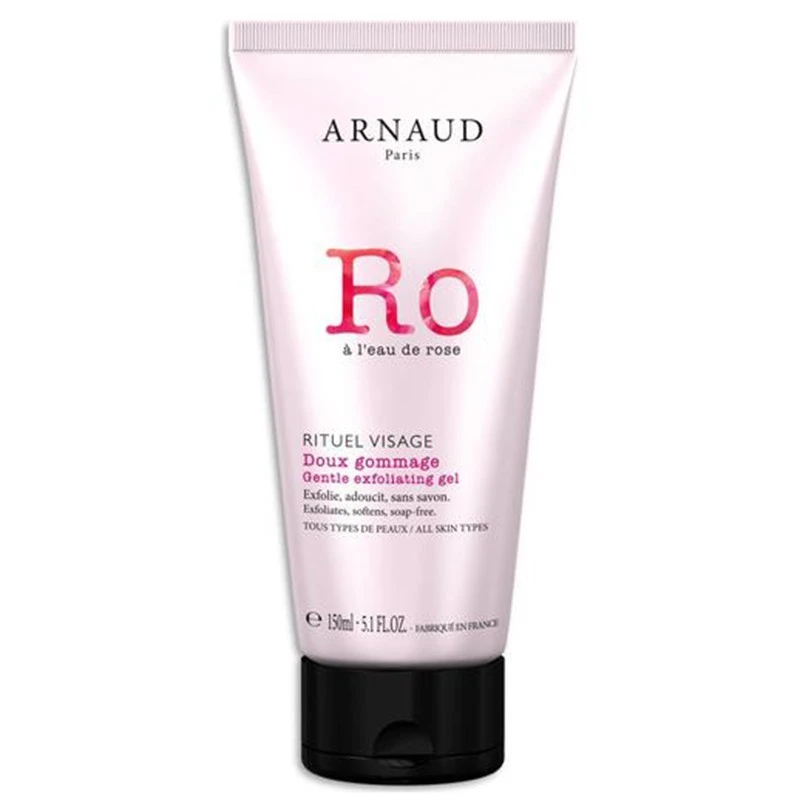 ARNAUD
Paris
Ro
à l'eau de rose
RITUEL VISAGE
Doux gommage
Gentle exfoliating gel
Exfolie, adoucit, sans savon.
Exfoliates, softens, soap-free.
TOUS TYPES DE PEAUX / ALL SKIN TYPES
℮ 150ml - 5.1 FL.OZ. - FABRIQUÉ EN FRANCE